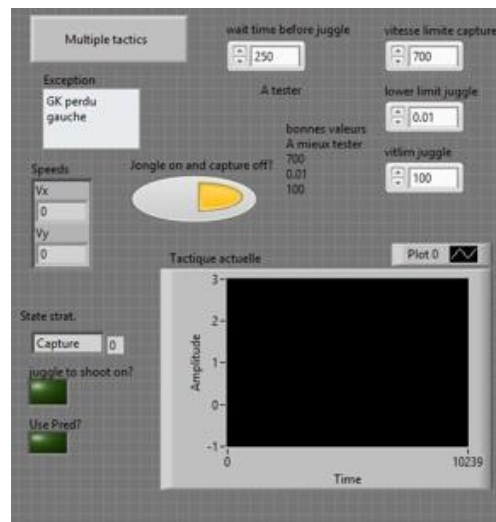 Multiple tactics
wait time before juggle
250
vitesse limite capture
700
Exception
GK perdu
gauche
A tester
lower limit juggle
0.01
bonnes valeurs
A mieux tester
700
0.01
100
vitlim juggle
100
Speeds
Vx
0
Vy
0
Jongle on and capture off?
Tactique actuelle
Plot 0
State strat.
Capture
0
juggle to shoot on?
Use Pred?
Amplitude
3
2
1
0
-1
0
10239
Time